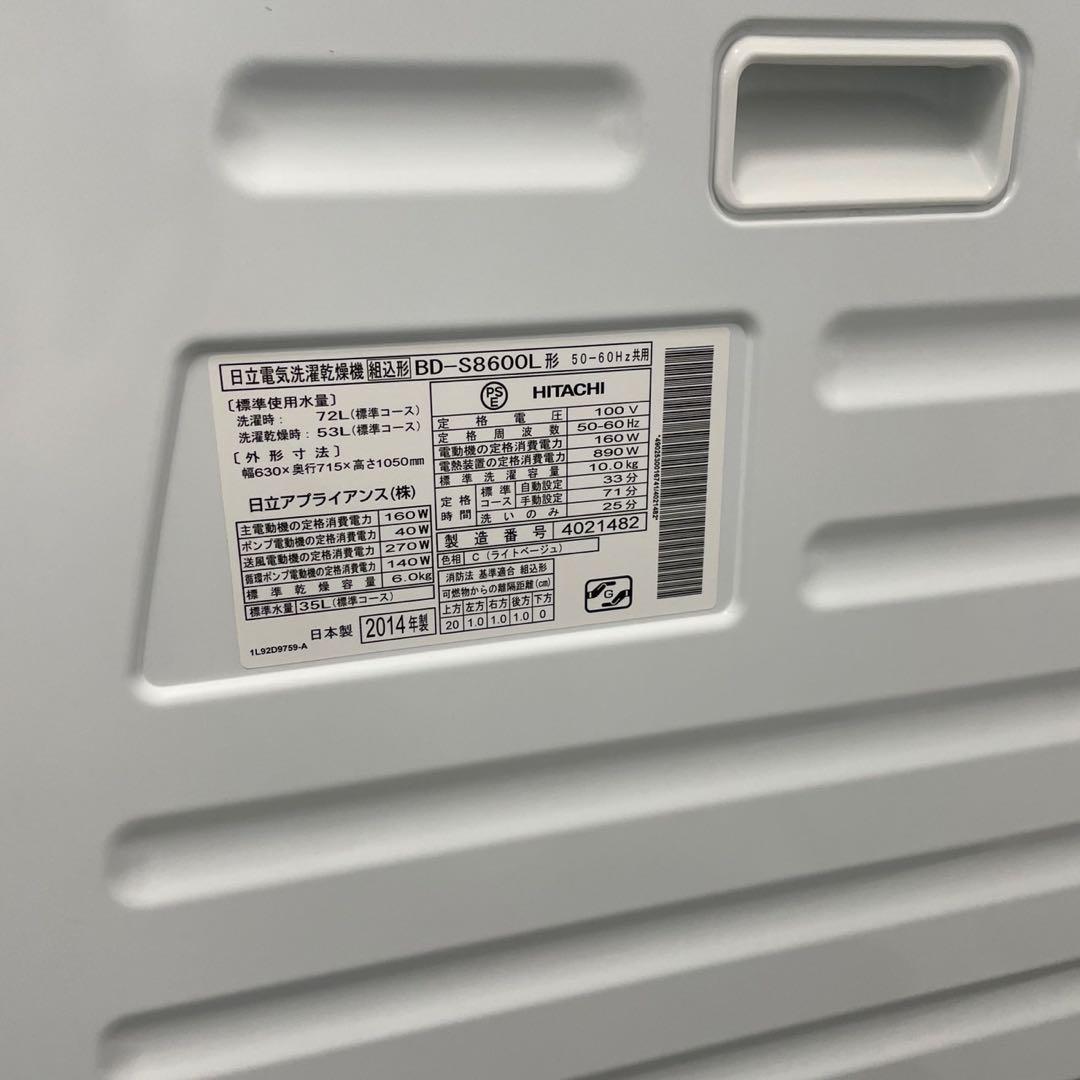 日立電気洗濯乾燥機 組込形 BD-S8600L形 50-60Hz共用
〔標準使用水量〕
洗濯時： 72L(標準コース)
洗濯乾燥時：53L(標準コース)
〔外形寸法〕
幅630×奥行715×高さ1050mm
日立アプライアンス(株)
主電動機の定格消費電力 160W
ポンプ電動機の定格消費電力 40W
送風電動機の定格消費電力 270W
循環ポンプ電動機の定格消費電力 140W
標準乾燥容量 6.0kg
標準水量 35L(標準コース)
日本製 2014年製
1L92D9759-A
PSE HITACHI
定格電圧 100V
定格周波数 50-60Hz
電動機の定格消費電力 160W
電熱装置の定格消費電力 890W
標準洗濯容量 10.0kg
定格時間 標準コース 自動設定 33分
手動設定 71分
洗いのみ 25分
製造番号 4021482
色相 C(ライトベージュ)
消防法 基準適合 組込形
可燃物からの離隔距離(cm)
上方 左方 右方 後方 下方
20 1.0 1.0 1.0 0
G